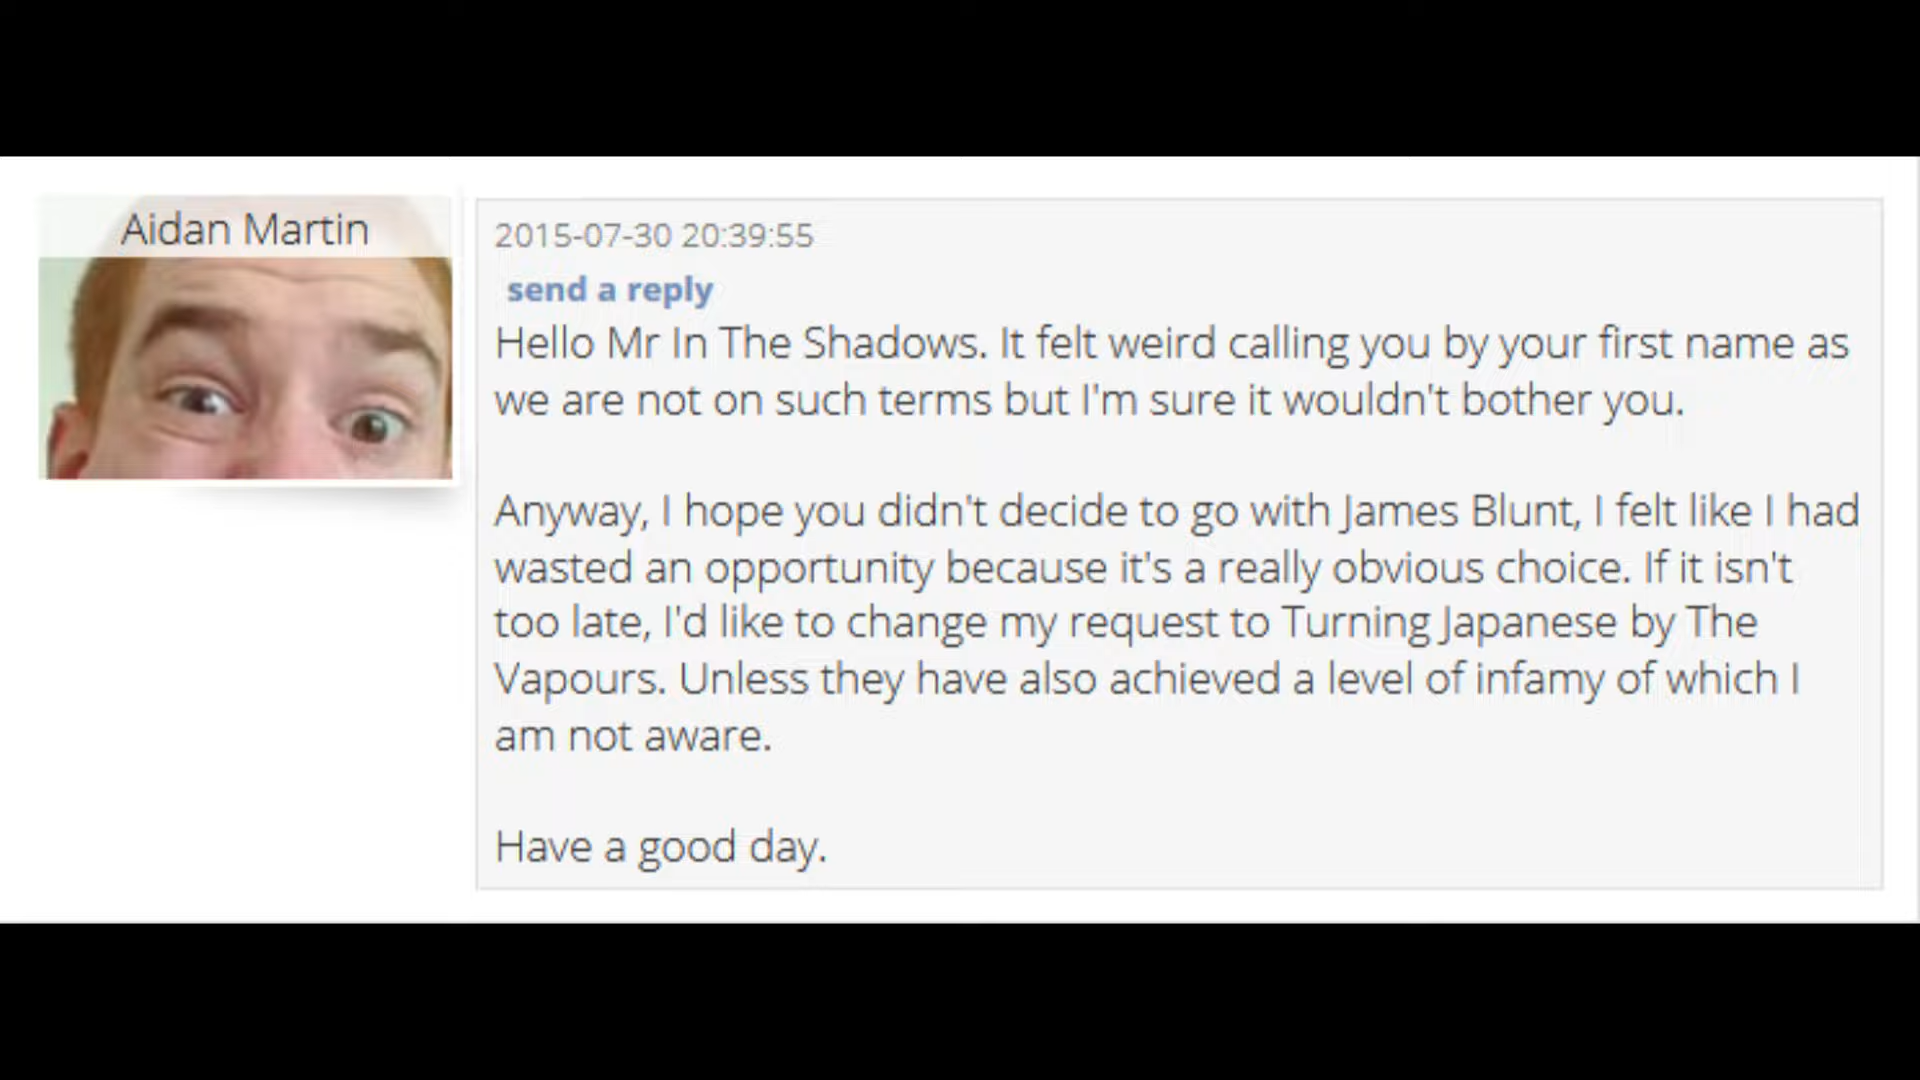 Aidan Martin
2015-07-30 20:39:55
send a reply
Hello Mr In The Shadows. It felt weird calling you by your first name as
we are not on such terms but I'm sure it wouldn't bother you.
Anyway, I hope you didn't decide to go with James Blunt, I felt like I had
wasted an opportunity because it's a really obvious choice. If it isn't
too late, I'd like to change my request to Turning Japanese by The
Vapours. Unless they have also achieved a level of infamy of which I
am not aware.
Have a good day.